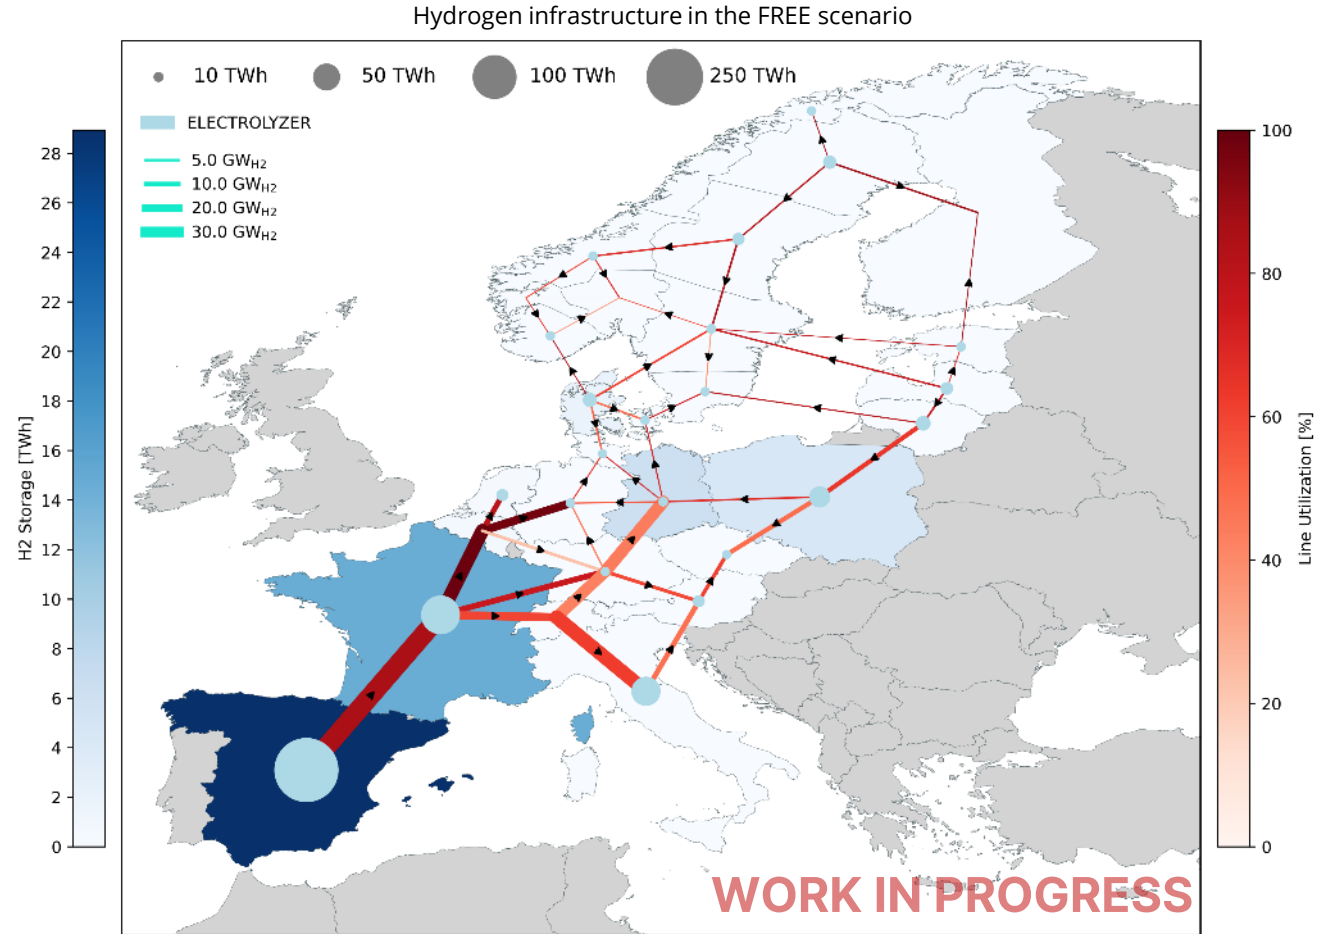 Hydrogen infrastructure in the FREE scenario
10 TWh
50 TWh
100 TWh
250 TWh
ELECTROLYZER
5.0 GWH2
10.0 GWH2
20.0 GWH2
30.0 GWH2
H2 Storage [TWh]
28
26
24
22
20
18
16
14
12
10
8
6
4
2
0
Line Utilization [%]
100
80
60
40
20
0
WORK IN PROGRESS